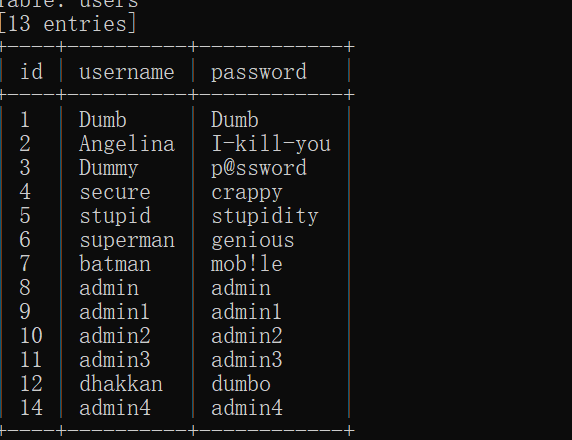 Table: users
[13 entries]
+----+----------+------------+
| id | username | password   |
+----+----------+------------+
| 1  | Dumb     | Dumb       |
| 2  | Angelina | I-kill-you |
| 3  | Dummy    | p@ssword   |
| 4  | secure   | crappy     |
| 5  | stupid   | stupidity  |
| 6  | superman | genious    |
| 7  | batman   | mob!le     |
| 8  | admin    | admin      |
| 9  | admin1   | admin1     |
| 10 | admin2   | admin2     |
| 11 | admin3   | admin3     |
| 12 | dhakkan  | dumbo      |
| 14 | admin4   | admin4     |
+----+----------+------------+